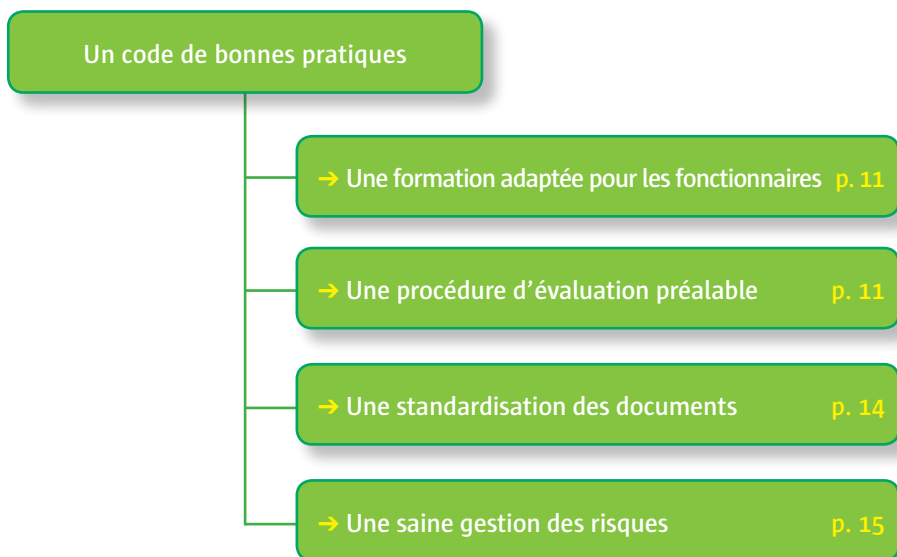 Un code de bonnes pratiques
→ Une formation adaptée pour les fonctionnaires p. 11
→ Une procédure d'évaluation préalable p. 11
→ Une standardisation des documents p. 14
→ Une saine gestion des risques p. 15